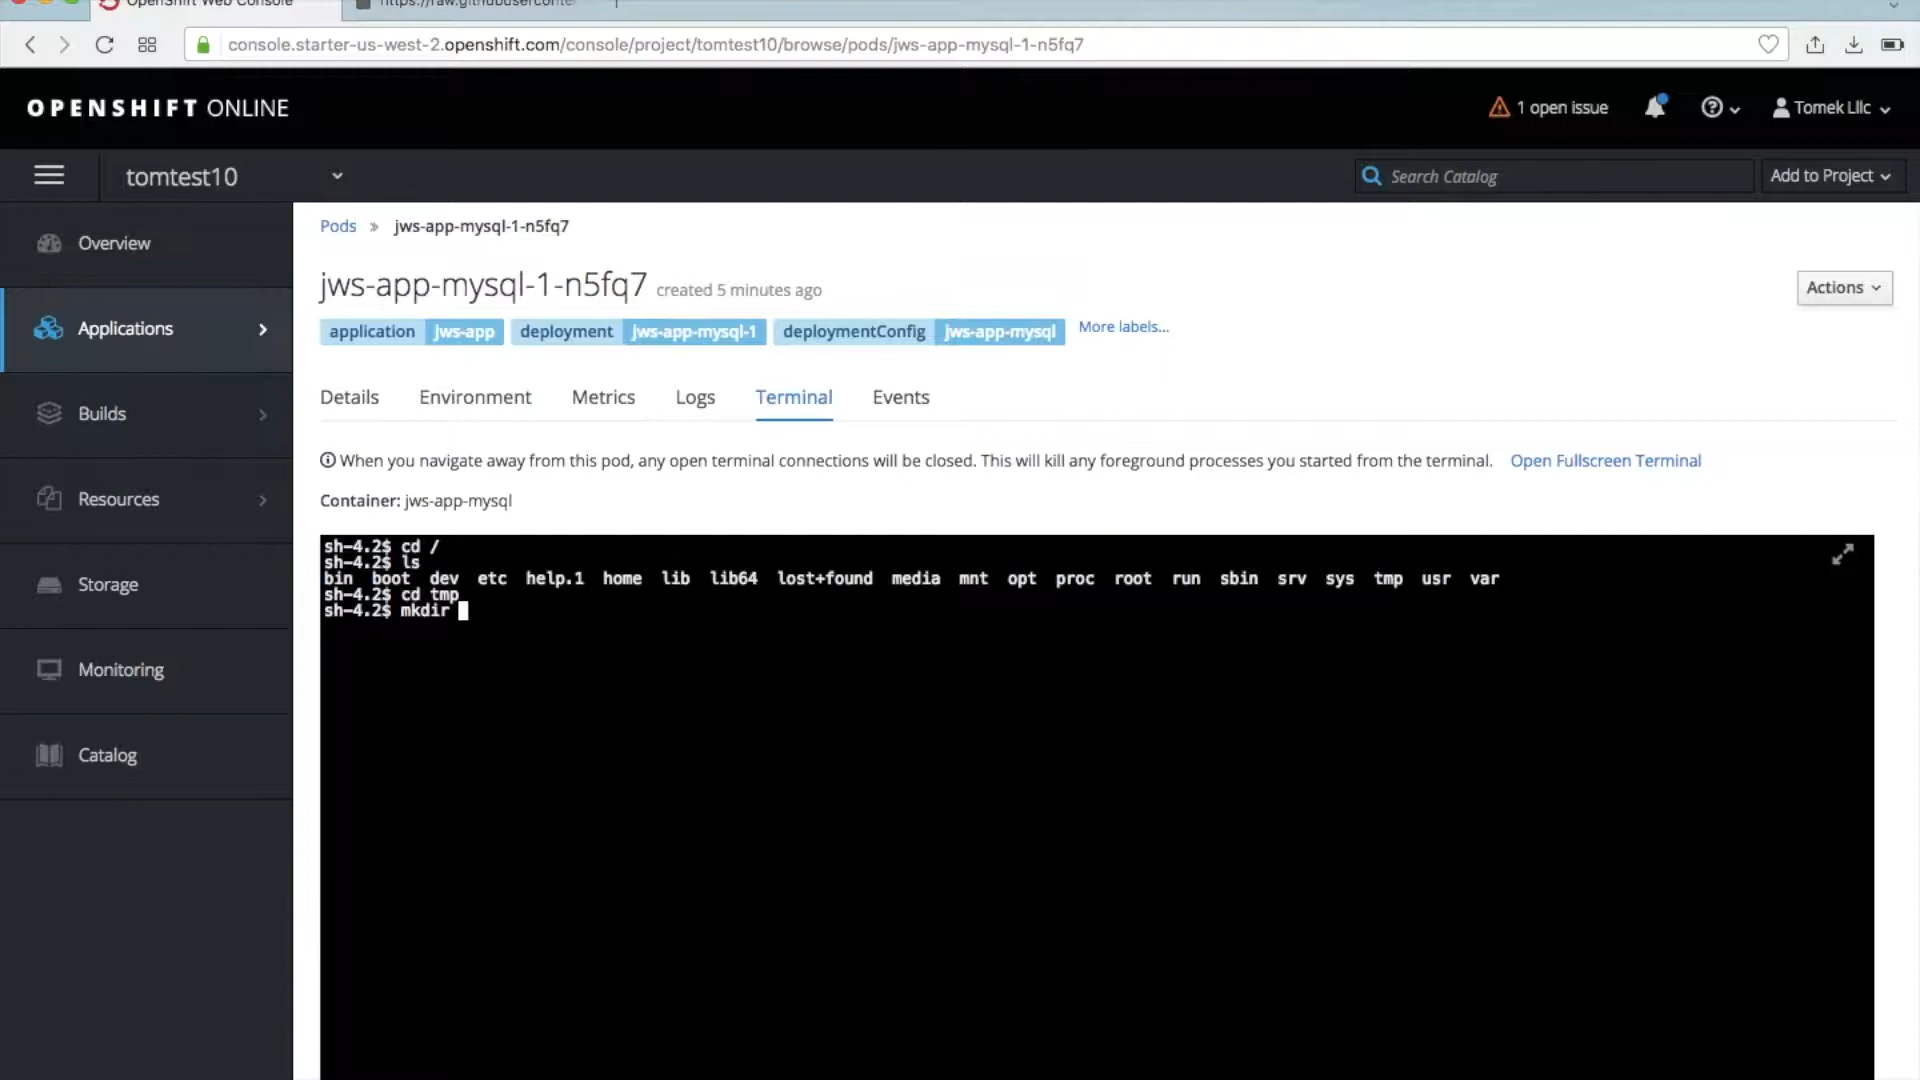 OpenShift Web Console
https://raw.githubuserconte
console.starter-us-west-2.openshift.com/console/project/tomtest10/browse/pods/jws-app-mysql-1-n5fq7
OPENSHIFT ONLINE
1 open issue
Tomek Lllc
tomtest10
Search Catalog
Add to Project
Overview
Applications
Builds
Resources
Storage
Monitoring
Catalog
Pods » jws-app-mysql-1-n5fq7
jws-app-mysql-1-n5fq7 created 5 minutes ago
Actions
application jws-app deployment jws-app-mysql-1 deploymentConfig jws-app-mysql More labels...
Details Environment Metrics Logs Terminal Events
When you navigate away from this pod, any open terminal connections will be closed. This will kill any foreground processes you started from the terminal. Open Fullscreen Terminal
Container: jws-app-mysql
sh-4.2$ cd /
sh-4.2$ ls
bin boot dev etc help.1 home lib lib64 lost+found media mnt opt proc root run sbin srv sys tmp usr var
sh-4.2$ cd tmp
sh-4.2$ mkdir